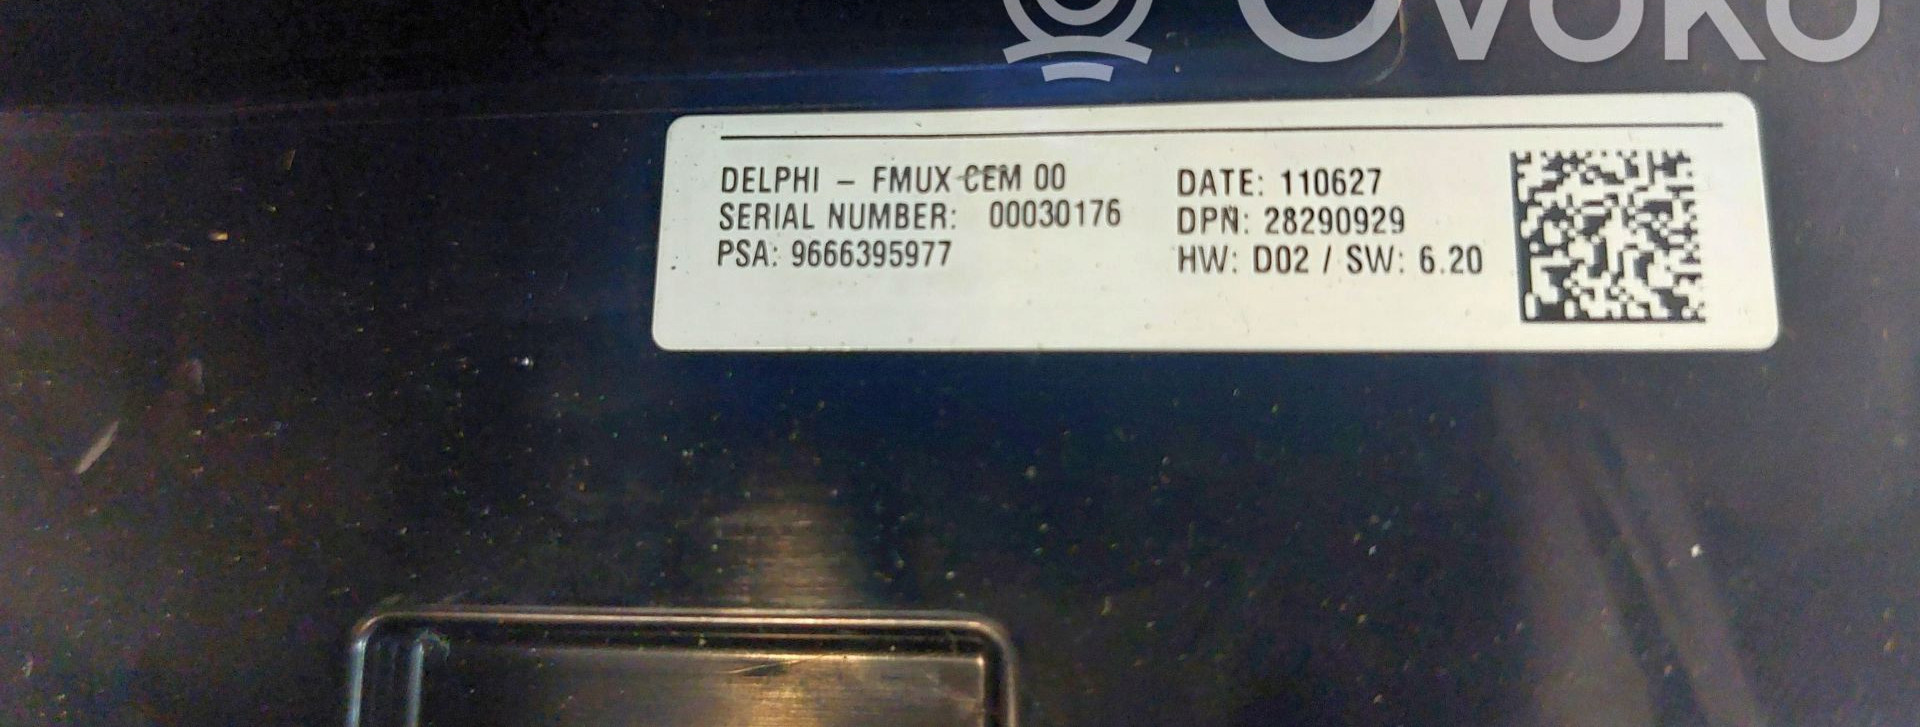 OVOKO
DELPHI - FMUX CEM 00
SERIAL NUMBER: 00030176
PSA: 9666395977
DATE: 110627
DPN: 28290929
HW: D02 / SW: 6.20